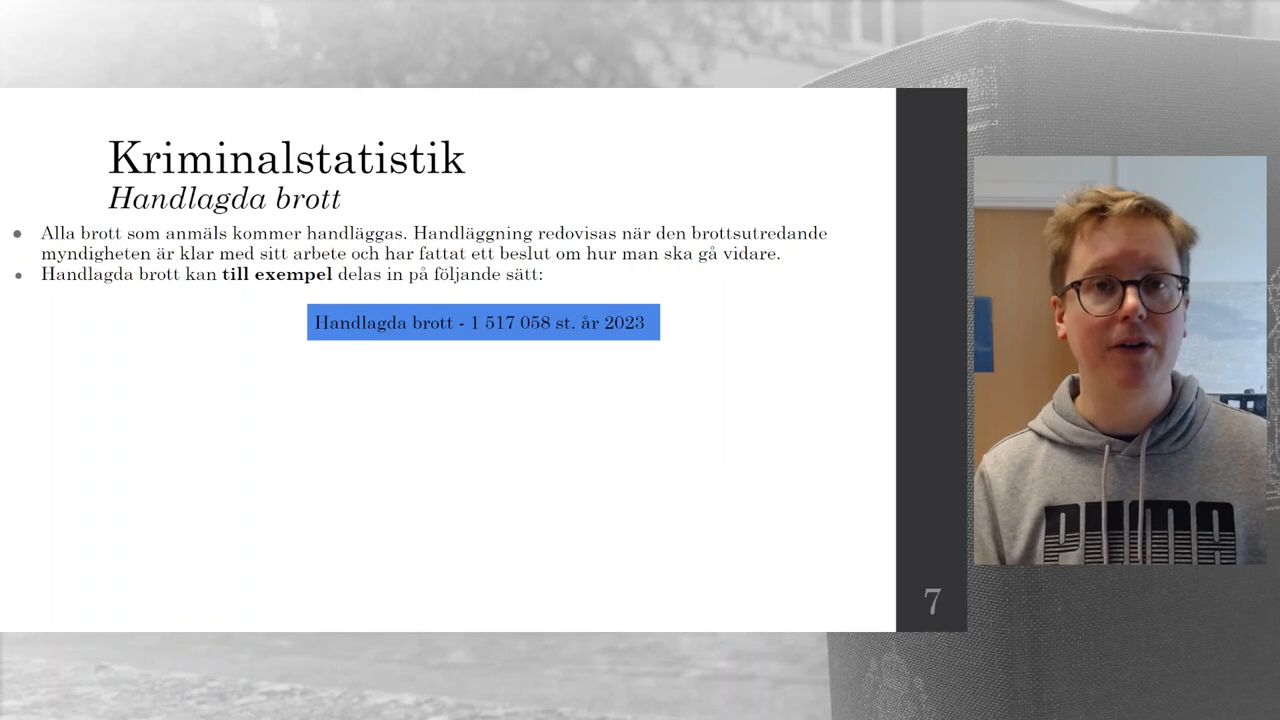 Kriminalstatistik
Handlagda brott
● Alla brott som anmäls kommer handläggas. Handläggning redovisas när den brottsutredande
myndigheten är klar med sitt arbete och har fattat ett beslut om hur man ska gå vidare.
● Handlagda brott kan till exempel delas in på följande sätt:
Handlagda brott - 1 517 058 st. år 2023
7
PUMA